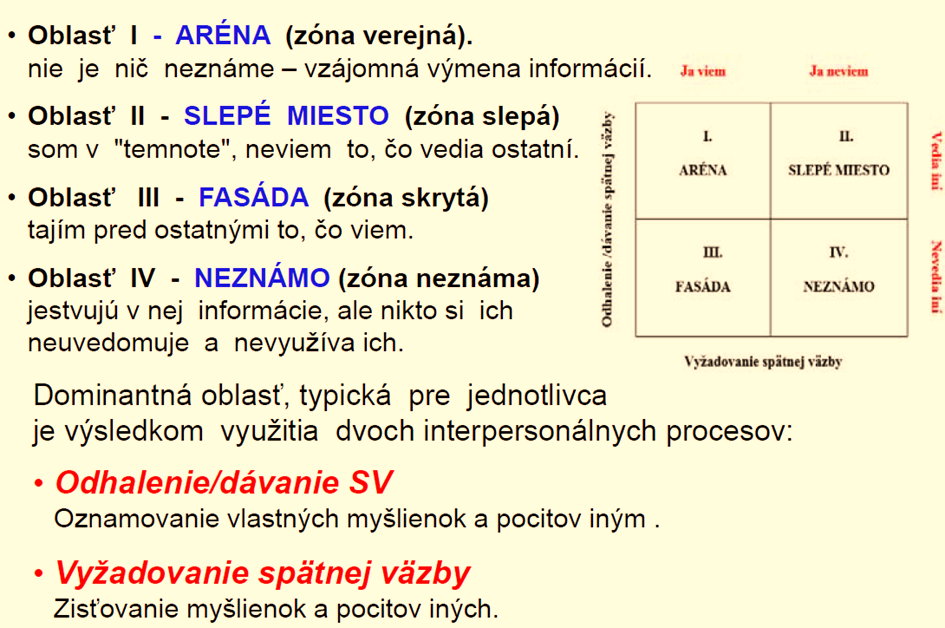 • Oblasť I - ARÉNA (zóna verejná).
nie je nič neznáme – vzájomná výmena informácií.
• Oblasť II - SLEPÉ MIESTO (zóna slepá)
som v "temnote", neviem to, čo vedia ostatní.
• Oblasť III - FASÁDA (zóna skrytá)
tajím pred ostatnými to, čo viem.
• Oblasť IV - NEZNÁMO (zóna neznáma)
jestvujú v nej informácie, ale nikto si ich
neuvedomuje a nevyužíva ich.
Ja viem
Ja neviem
Odhalenie /dávanie spätnej väzby
I.
ARÉNA
II.
SLEPÉ MIESTO
III.
FASÁDA
IV.
NEZNÁMO
Vedia iní
Nevedia iní
Vyžadovanie spätnej väzby
Dominantná oblasť, typická pre jednotlivca
je výsledkom využitia dvoch interpersonálnych procesov:
• Odhalenie/dávanie SV
Oznamovanie vlastných myšlienok a pocitov iným .
• Vyžadovanie spätnej väzby
Zisťovanie myšlienok a pocitov iných.